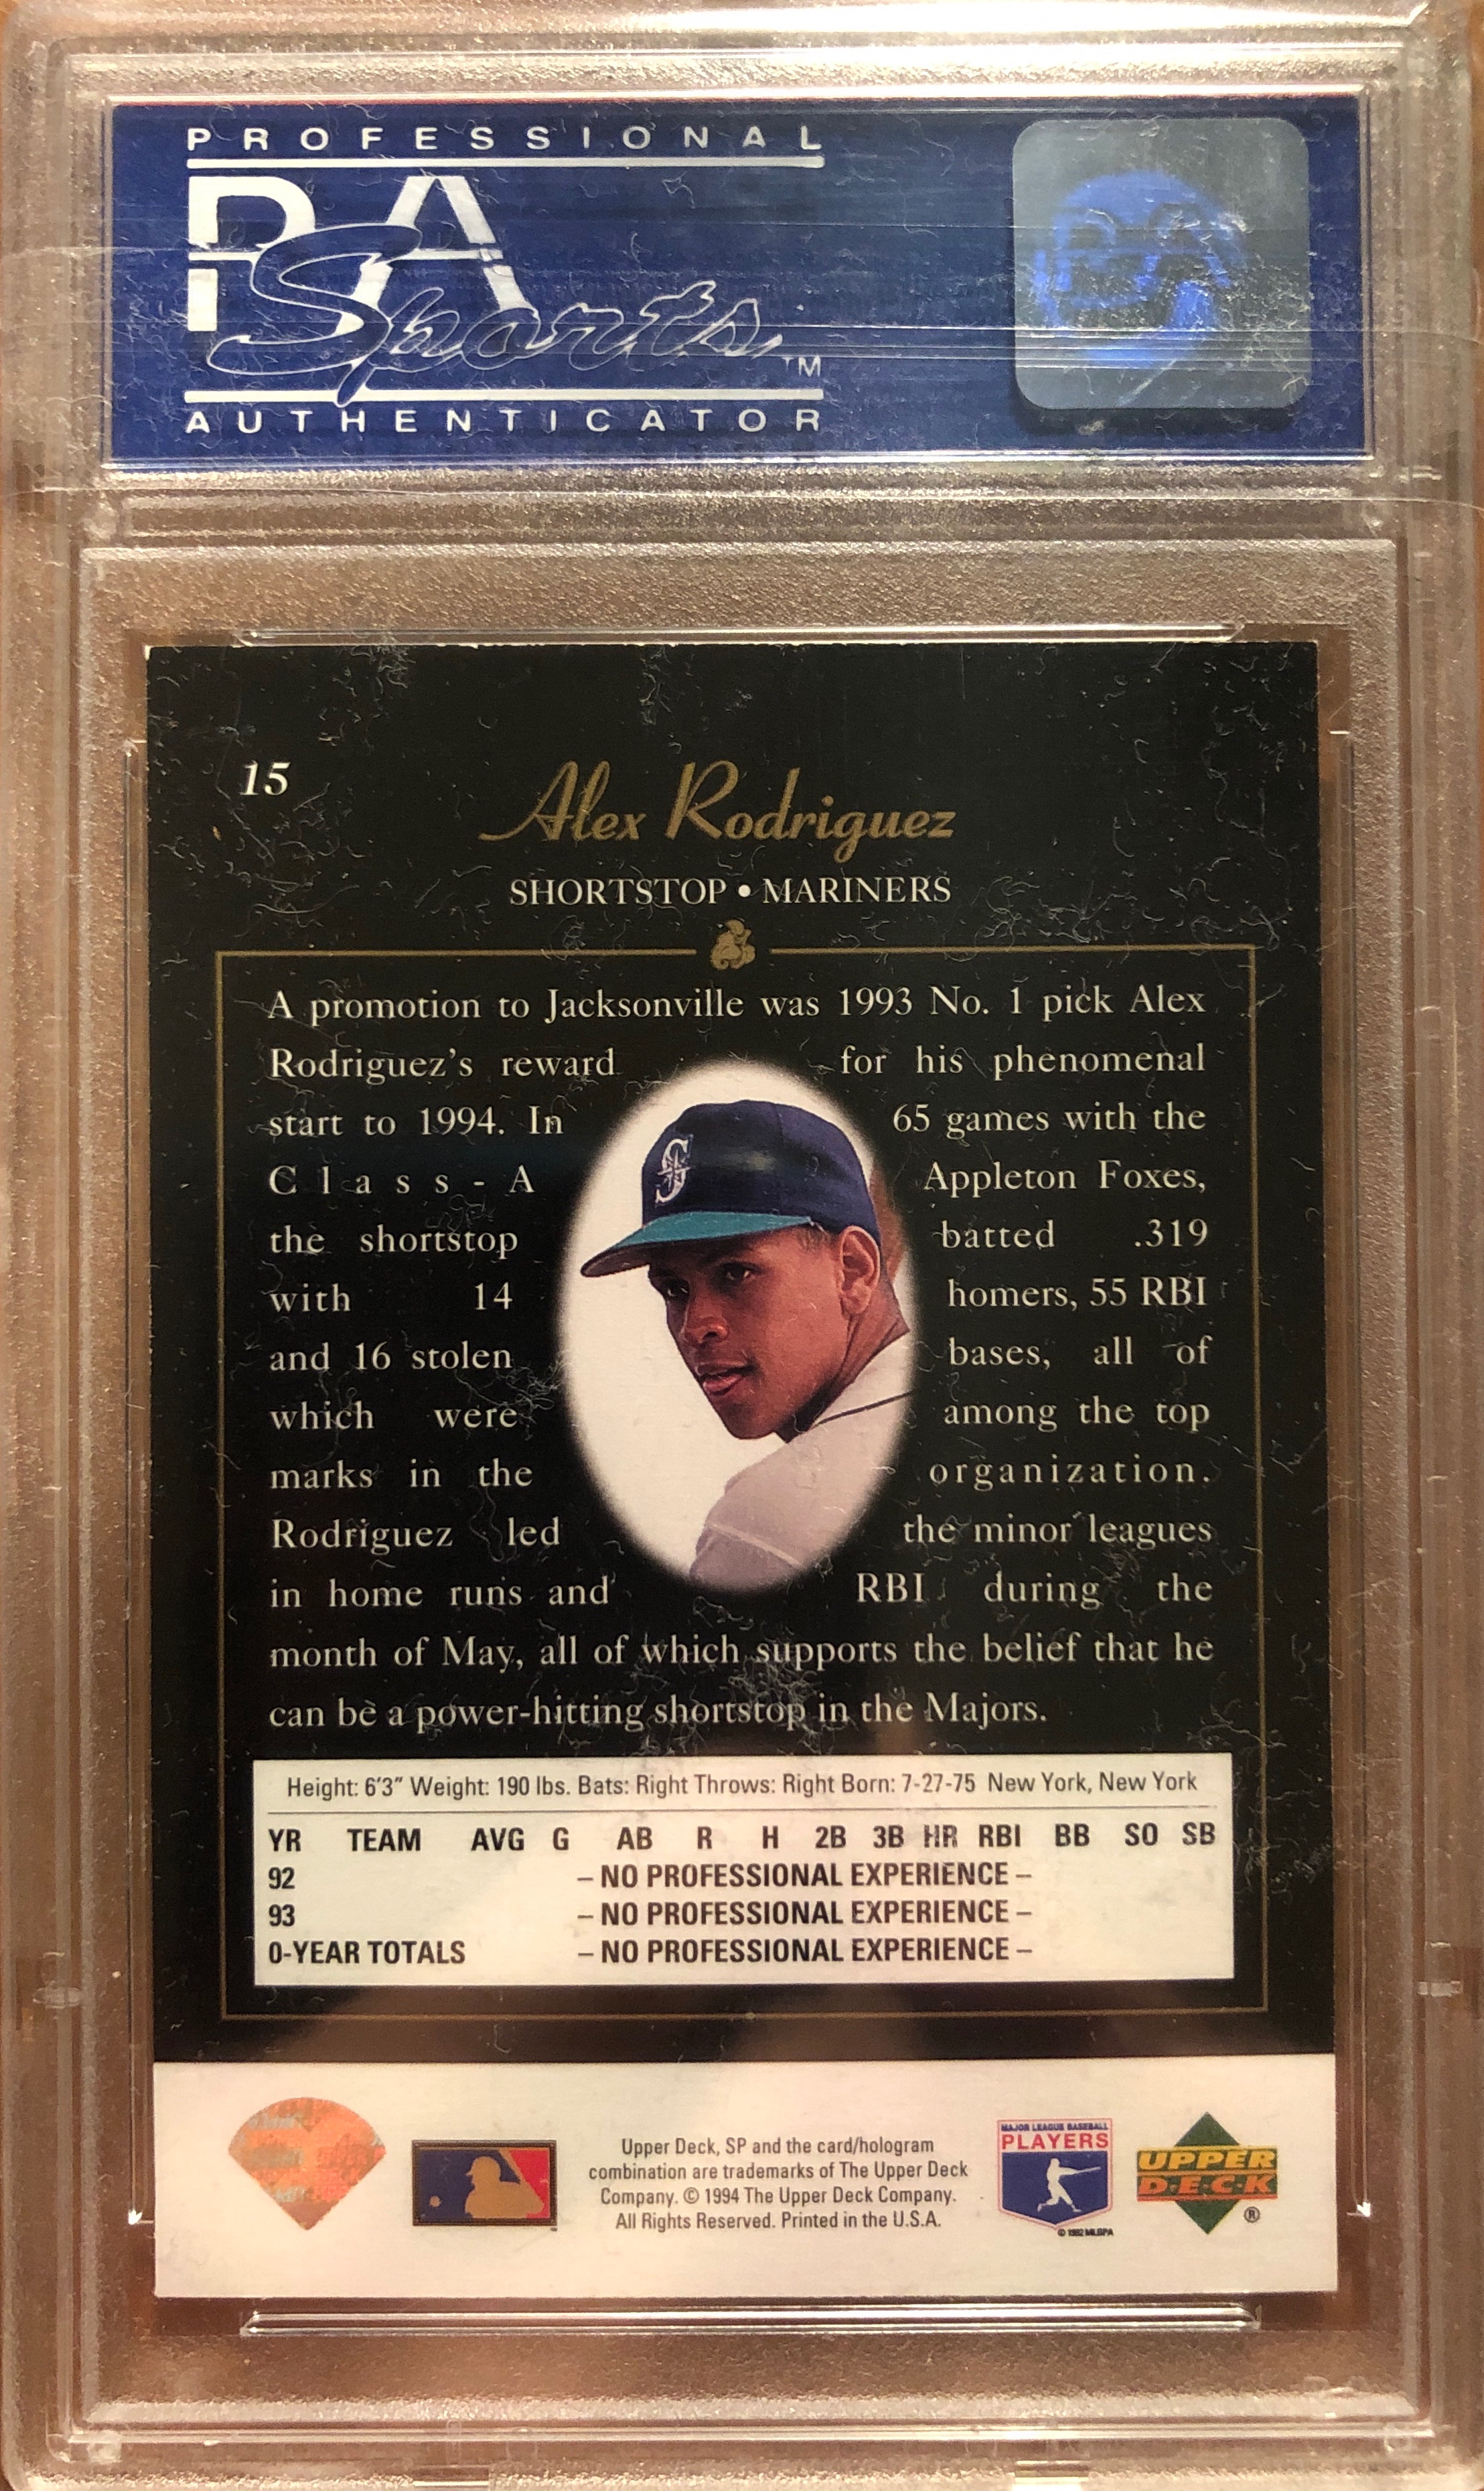 PROFESSIONAL
PSA
Sports™
AUTHENTICATOR
PSA
15
Alex Rodriguez
SHORTSTOP • MARINERS
A promotion to Jacksonville was 1993 No. 1 pick Alex
Rodriguez's reward for his phenomenal
start to 1994. In 65 games with the
Class-A Appleton Foxes,
the shortstop batted .319
with 14 homers, 55 RBI
and 16 stolen bases, all of
which were among the top
marks in the organization.
Rodriguez led the minor leagues
in home runs and RBI during the
month of May, all of which supports the belief that he
can be a power-hitting shortstop in the Majors.
Height: 6'3" Weight: 190 lbs. Bats: Right Throws: Right Born: 7-27-75 New York, New York
YR TEAM AVG G AB R H 2B 3B HR RBI BB SO SB
92 – NO PROFESSIONAL EXPERIENCE –
93 – NO PROFESSIONAL EXPERIENCE –
0-YEAR TOTALS – NO PROFESSIONAL EXPERIENCE –
Upper Deck, SP and the card/hologram
combination are trademarks of The Upper Deck
Company. © 1994 The Upper Deck Company.
All Rights Reserved. Printed in the U.S.A.
MAJOR LEAGUE BASEBALL
PLAYERS
© 1992 MLBPA
UPPER
D·E·C·K
®